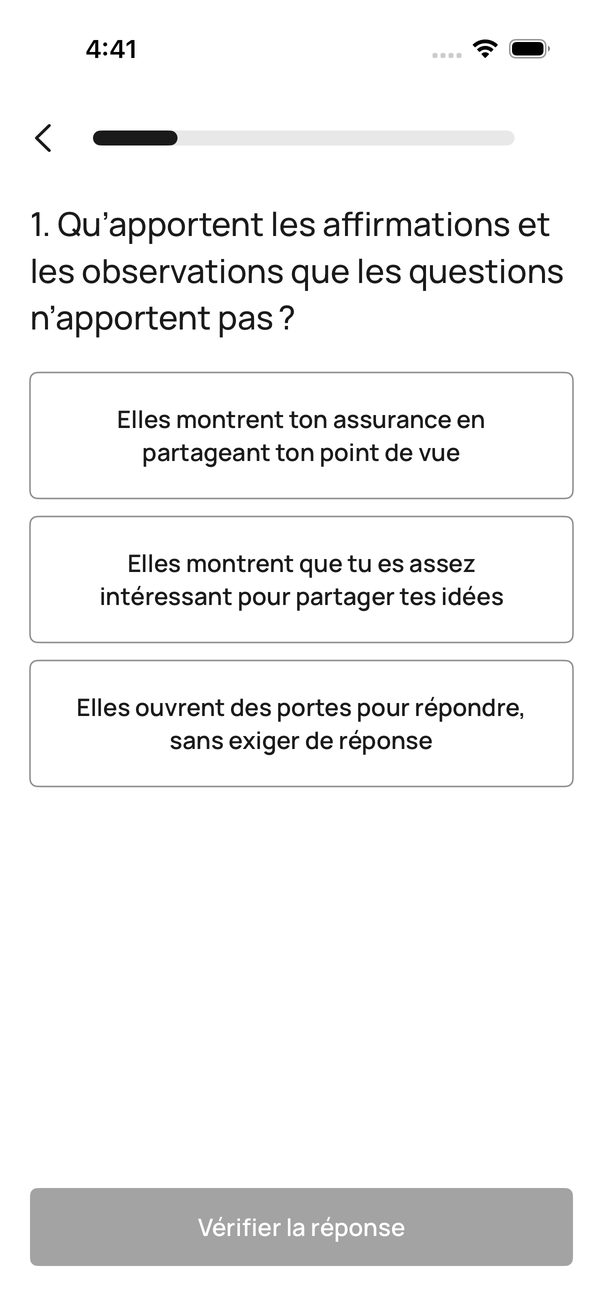 4:41
1. Qu’apportent les affirmations et
les observations que les questions
n’apportent pas ?
Elles montrent ton assurance en
partageant ton point de vue
Elles montrent que tu es assez
intéressant pour partager tes idées
Elles ouvrent des portes pour répondre,
sans exiger de réponse
Vérifier la réponse